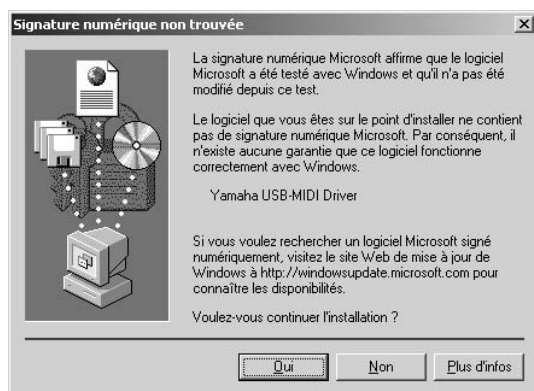 Signature numérique non trouvée
La signature numérique Microsoft affirme que le logiciel
Microsoft a été testé avec Windows et qu'il n'a pas été
modifié depuis ce test.
Le logiciel que vous êtes sur le point d'installer ne contient
pas de signature numérique Microsoft. Par conséquent, il
n'existe aucune garantie que ce logiciel fonctionne
correctement avec Windows.
Yamaha USB-MIDI Driver
Si vous voulez rechercher un logiciel Microsoft signé
numériquement, visitez le site Web de mise à jour de
Windows à http://windowsupdate.microsoft.com pour
connaître les disponibilités.
Voulez-vous continuer l'installation ?
Oui
Non
Plus d'infos